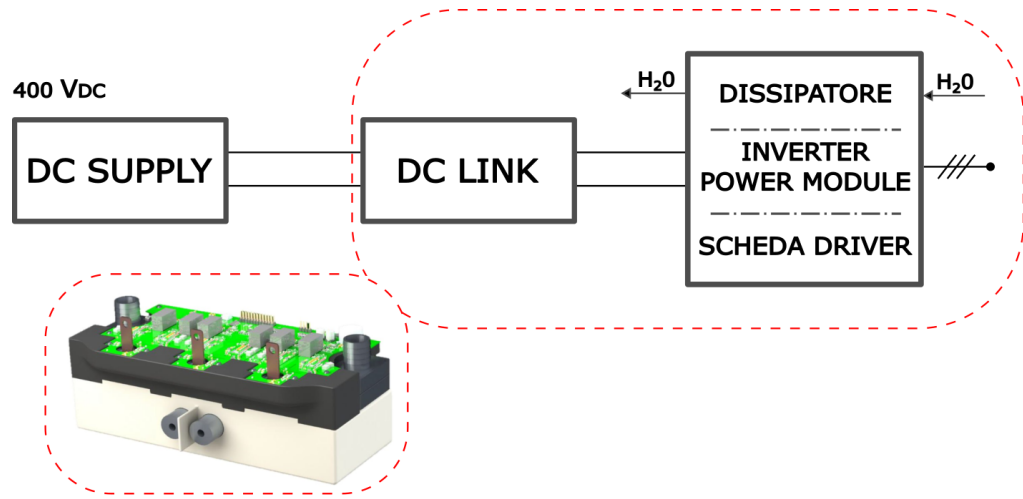 400 VDC
DC SUPPLY
DC LINK
H₂0
DISSIPATORE
H₂0
INVERTER
POWER MODULE
SCHEDA DRIVER